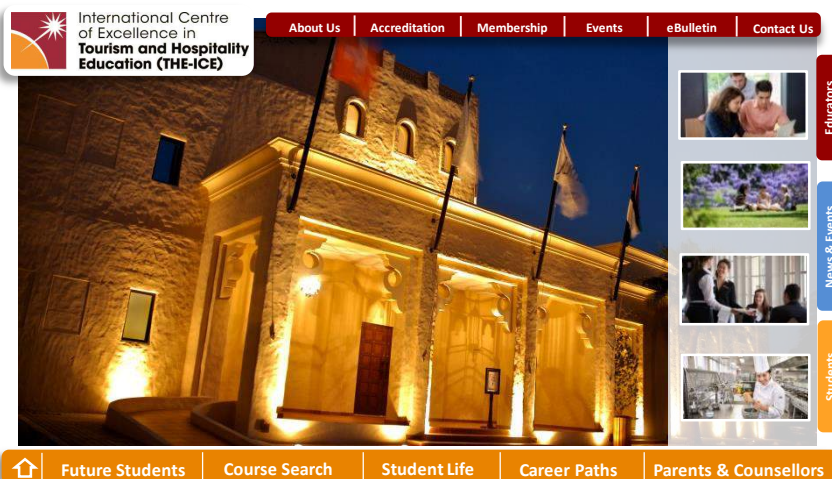 International Centre
of Excellence in
Tourism and Hospitality
Education (THE-ICE)
About Us
Accreditation
Membership
Events
eBulletin
Contact Us
Educators
News & Events
Students
Future Students
Course Search
Student Life
Career Paths
Parents & Counsellors